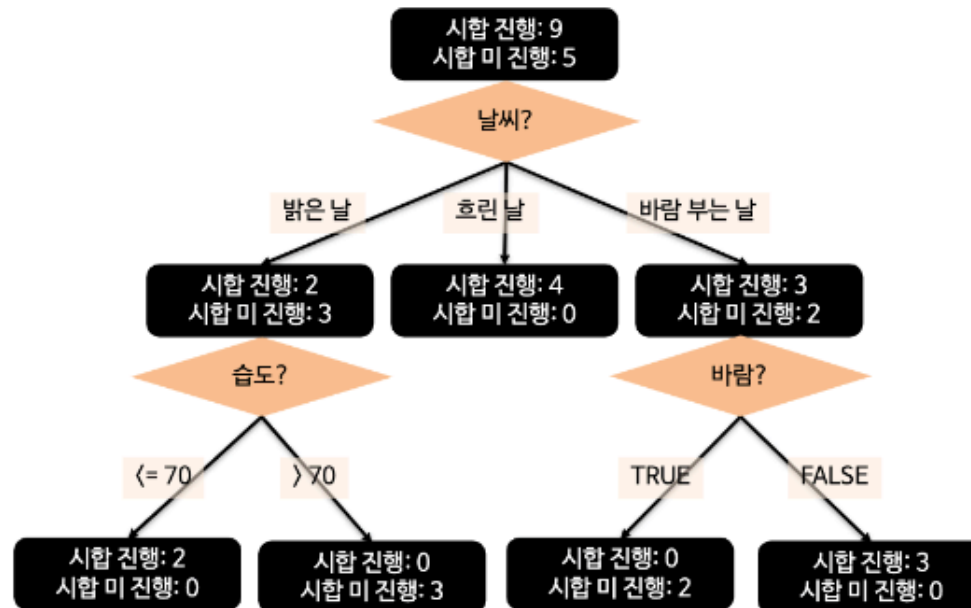 시합 진행: 9
시합 미 진행: 5
날씨?
밝은 날
흐린 날
바람 부는 날
시합 진행: 2
시합 미 진행: 3
시합 진행: 4
시합 미 진행: 0
시합 진행: 3
시합 미 진행: 2
습도?
바람?
<= 70
> 70
TRUE
FALSE
시합 진행: 2
시합 미 진행: 0
시합 진행: 0
시합 미 진행: 3
시합 진행: 0
시합 미 진행: 2
시합 진행: 3
시합 미 진행: 0